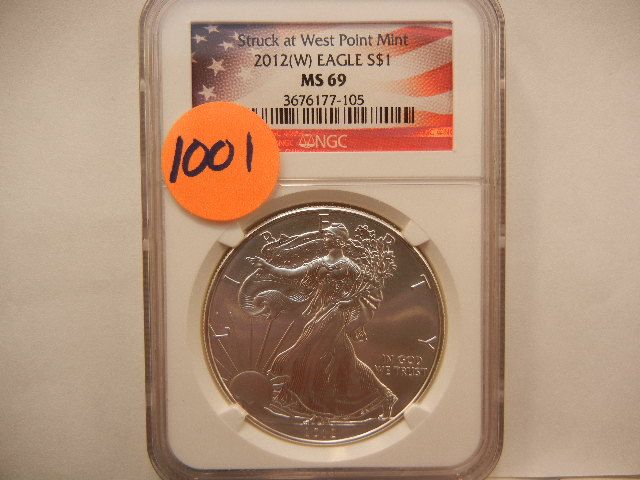 Struck at West Point Mint
2012(W) EAGLE S$1
MS 69
3676177-105
NGC
1001
LIBERTY
IN GOD
WE TRUST
2012